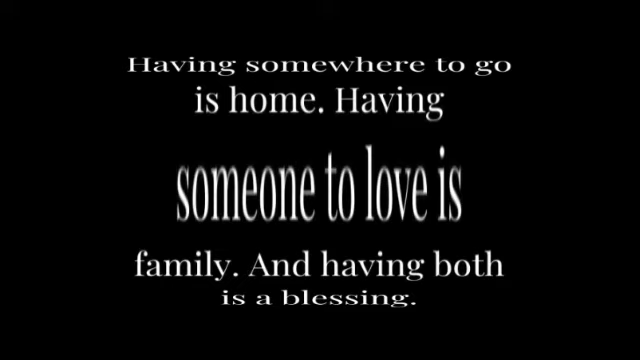 Having somewhere to go
is home. Having
someone to love is
family. And having both
is a blessing.